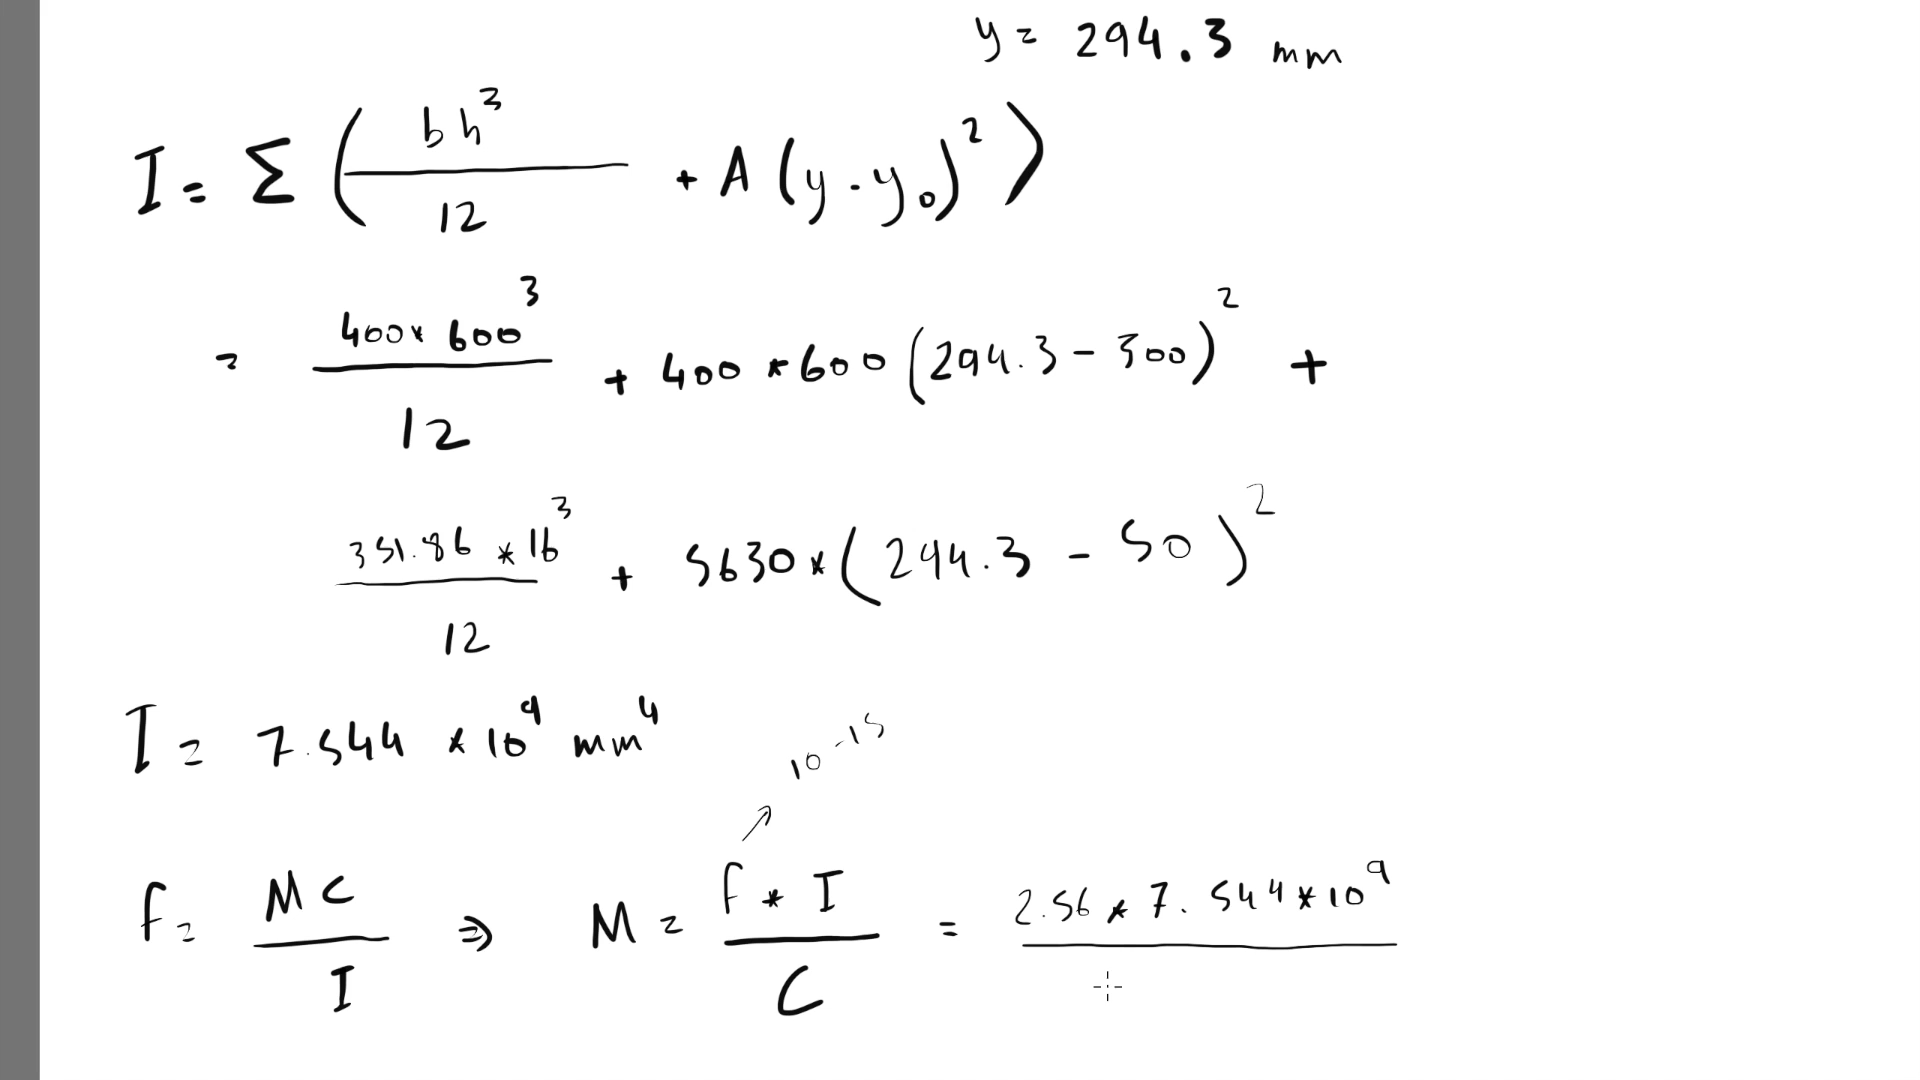 y = 294.3 mm
I = Σ ( bh³ / 12 + A (y - y₀)² )
= 400 * 600³ / 12 + 400 * 600 (294.3 - 300)² +
351.86 * 16³ / 12 + 5630 * (294.3 - 50)²
I = 7.544 * 10⁹ mm⁴
10-15
f = MC / I ⇒ M = f * I / C = 2.56 * 7.544 * 10⁹